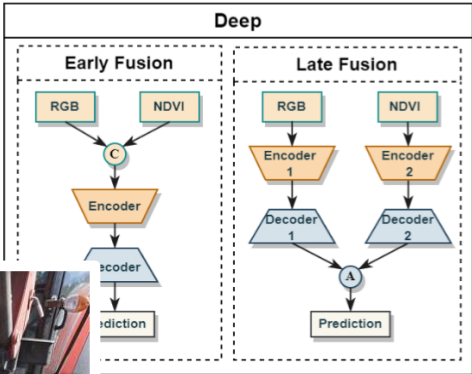 Deep
Early Fusion
RGB
NDVI
C
Encoder
ecoder
ediction
Late Fusion
RGB
NDVI
Encoder
1
Encoder
2
Decoder
1
Decoder
2
A
Prediction